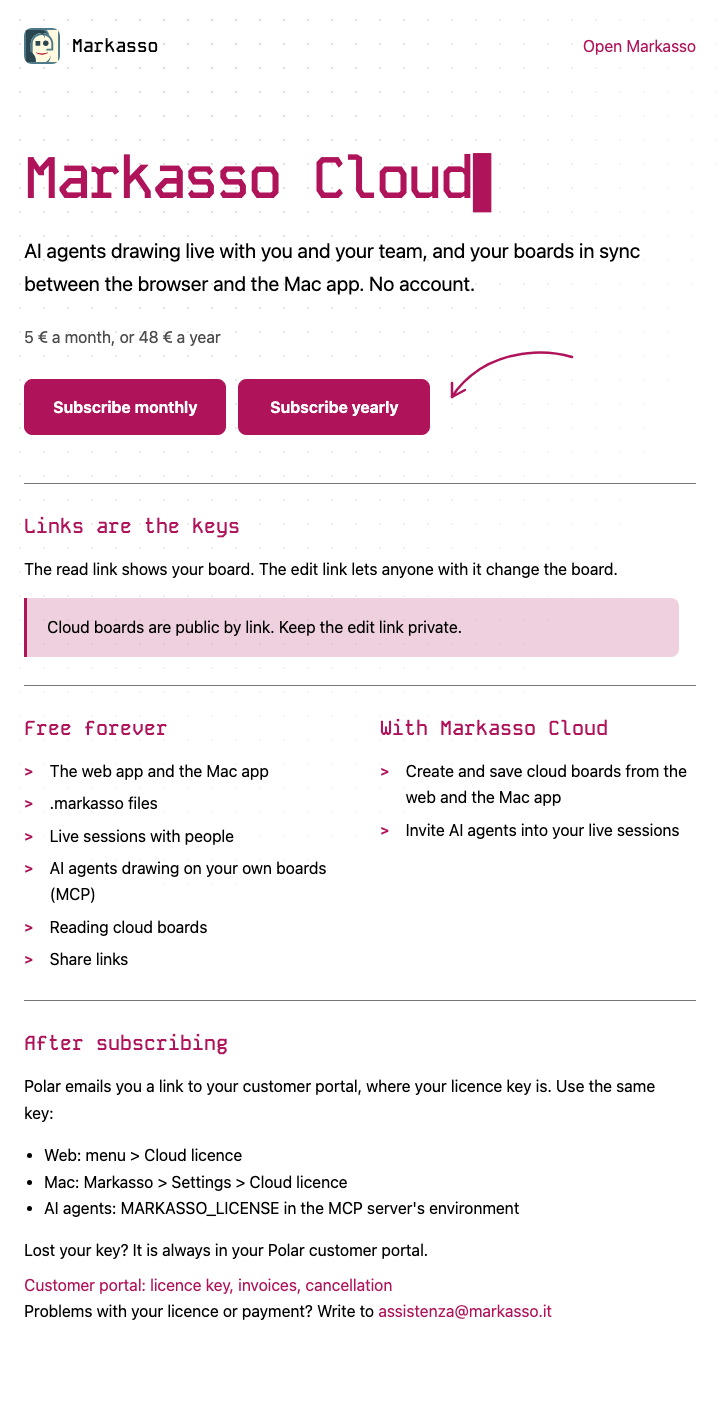 Markasso
Open Markasso
Markasso Cloud
AI agents drawing live with you and your team, and your boards in sync
between the browser and the Mac app. No account.
5 € a month, or 48 € a year
Subscribe monthly
Subscribe yearly
Links are the keys
The read link shows your board. The edit link lets anyone with it change the board.
Cloud boards are public by link. Keep the edit link private.
Free forever
> The web app and the Mac app
> .markasso files
> Live sessions with people
> AI agents drawing on your own boards
(MCP)
> Reading cloud boards
> Share links
With Markasso Cloud
> Create and save cloud boards from the
web and the Mac app
> Invite AI agents into your live sessions
After subscribing
Polar emails you a link to your customer portal, where your licence key is. Use the same
key:
• Web: menu > Cloud licence
• Mac: Markasso > Settings > Cloud licence
• AI agents: MARKASSO_LICENSE in the MCP server's environment
Lost your key? It is always in your Polar customer portal.
Customer portal: licence key, invoices, cancellation
Problems with your licence or payment? Write to assistenza@markasso.it